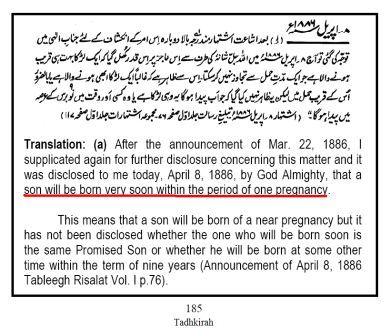 ۸ اپریل ۱۸۸۶ء
(ا) بعد اشاعت اشتہار مندرجہ بالا دوبارہ اس امر کے انکشاف کے لئے جناب الٰہی میں
توجہ کی گئی تو آج ۸ اپریل ۱۸۸۶ء میں اللہ جلّ شانہٗ کی طرف سے اس عاجز پر اس قدر کھل گیا کہ ایک لڑکا بہت ہی قریب
ہونے والا ہے جو ایک مدت حمل سے تجاوز نہیں کر سکتا۔ اس سے ظاہر ہے کہ غالباً ایک لڑکا ابھی ہونے والا ہے یا بالضرور
اُس کے قریب حمل میں لیکن یہ ظاہر نہیں کیا گیا کہ جو اب پیدا ہوگا یہ وہی لڑکا ہے یا وہ کسی اور وقت میں نو برس کے عرصہ
میں پیدا ہوگا
(اشتہار ۸ اپریل ۱۸۸۶ء تبلیغ رسالت جلد اوّل صفحہ ۷۶۔ مجموعہ اشتہارات جلد اوّل صفحہ ۱۱۷)
Translation: (a) After the announcement of Mar. 22, 1886, I
supplicated again for further disclosure concerning this matter and it
was disclosed to me today, April 8, 1886, by God Almighty, that a
son will be born very soon within the period of one pregnancy.
This means that a son will be born of a near pregnancy but it
has not been disclosed whether the one who will be born soon
is the same Promised Son or whether he will be born at some other
time within the term of nine years (Announcement of April 8, 1886
Tableegh Risalat Vol. I p.76).
185
Tadhkirah